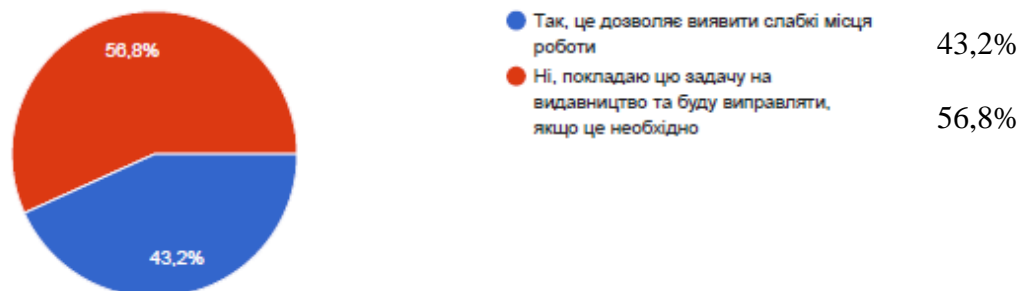 56,8%
43,2%
Так, це дозволяє виявити слабкі місця
роботи
43,2%
Ні, покладаю цю задачу на
видавництво та буду виправляти,
якщо це необхідно
56,8%